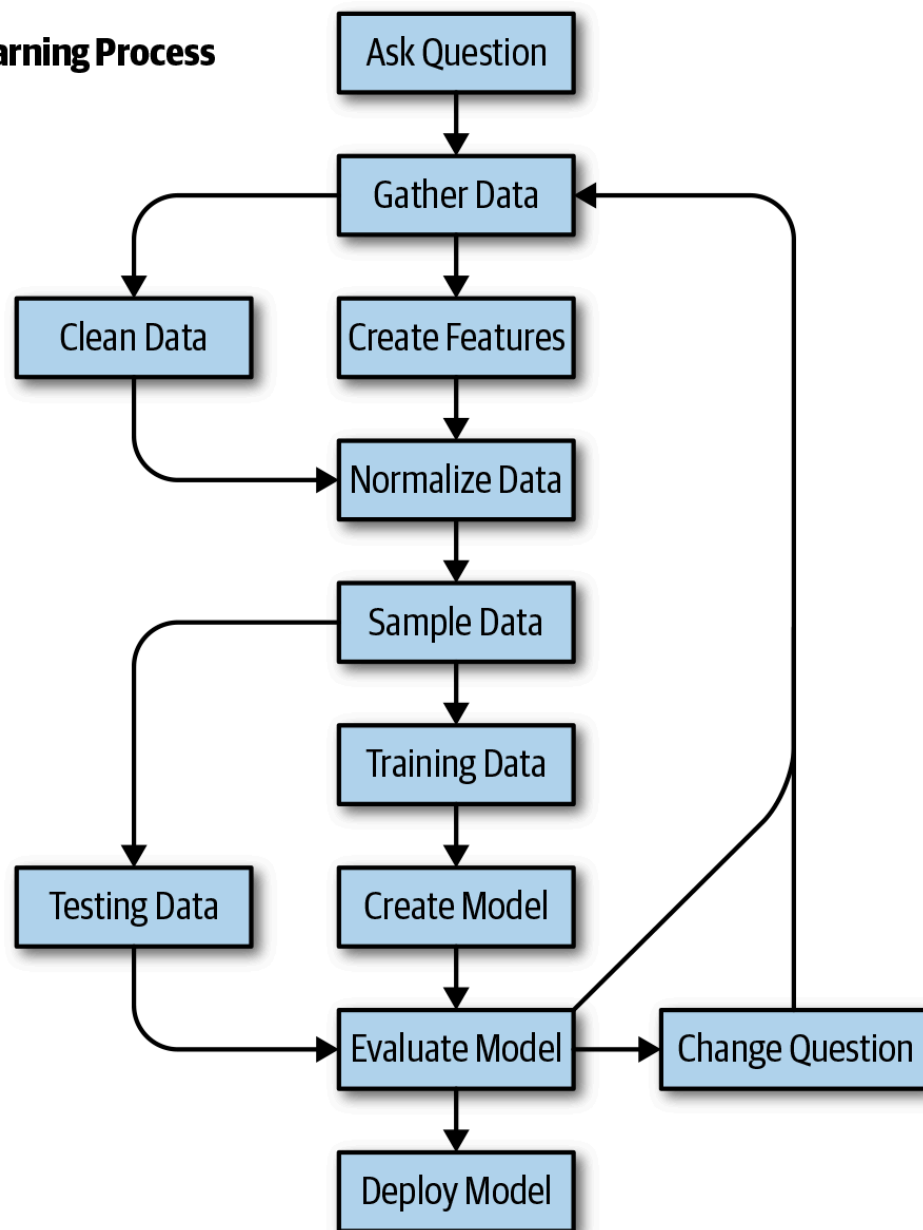 arning Process
Ask Question
Gather Data
Clean Data
Create Features
Normalize Data
Sample Data
Training Data
Testing Data
Create Model
Evaluate Model
Change Question
Deploy Model